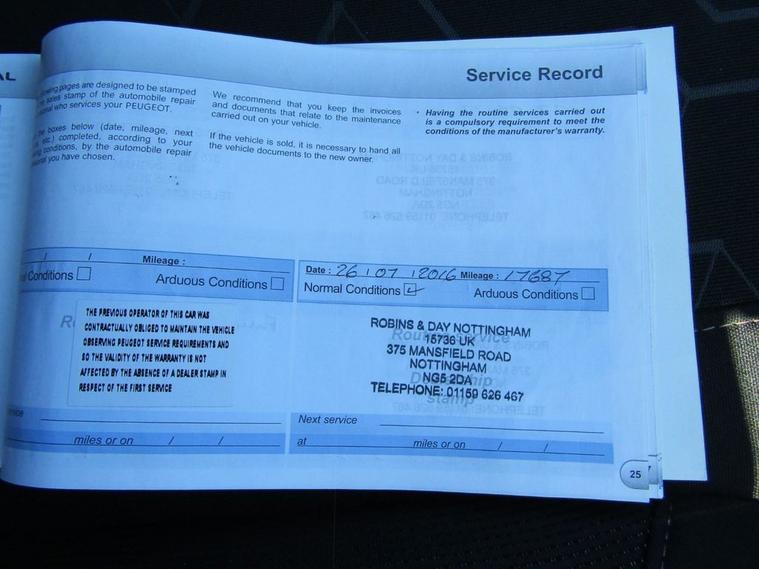 AL
Service Record
pages are designed to be stamped
sales stamp of the automobile repair
who services your PEUGEOT.
boxes below (date, mileage, next
etc.) completed, according to your
conditions, by the automobile repair
you have chosen.
We recommend that you keep the invoices
and documents that relate to the maintenance
carried out on your vehicle.
If the vehicle is sold, it is necessary to hand all
the vehicle documents to the new owner.
• Having the routine services carried out
is a compulsory requirement to meet the
conditions of the manufacturer's warranty.
/ / Mileage :
Conditions Arduous Conditions
THE PREVIOUS OPERATOR OF THIS CAR WAS
CONTRACTUALLY OBLIGED TO MAINTAIN THE VEHICLE
OBSERVING PEUGEOT SERVICE REQUIREMENTS AND
SO THE VALIDITY OF THE WARRANTY IS NOT
AFFECTED BY THE ABSENCE OF A DEALER STAMP IN
RESPECT OF THE FIRST SERVICE
miles or on / /
Date : 26 / 07 / 2016 Mileage : 17687
Normal Conditions Arduous Conditions
ROBINS & DAY NOTTINGHAM
15736 UK
375 MANSFIELD ROAD
NOTTINGHAM
NG5 2DA
TELEPHONE: 01159 626 467
Routine service
stamp
Next service
at miles or on / /
25